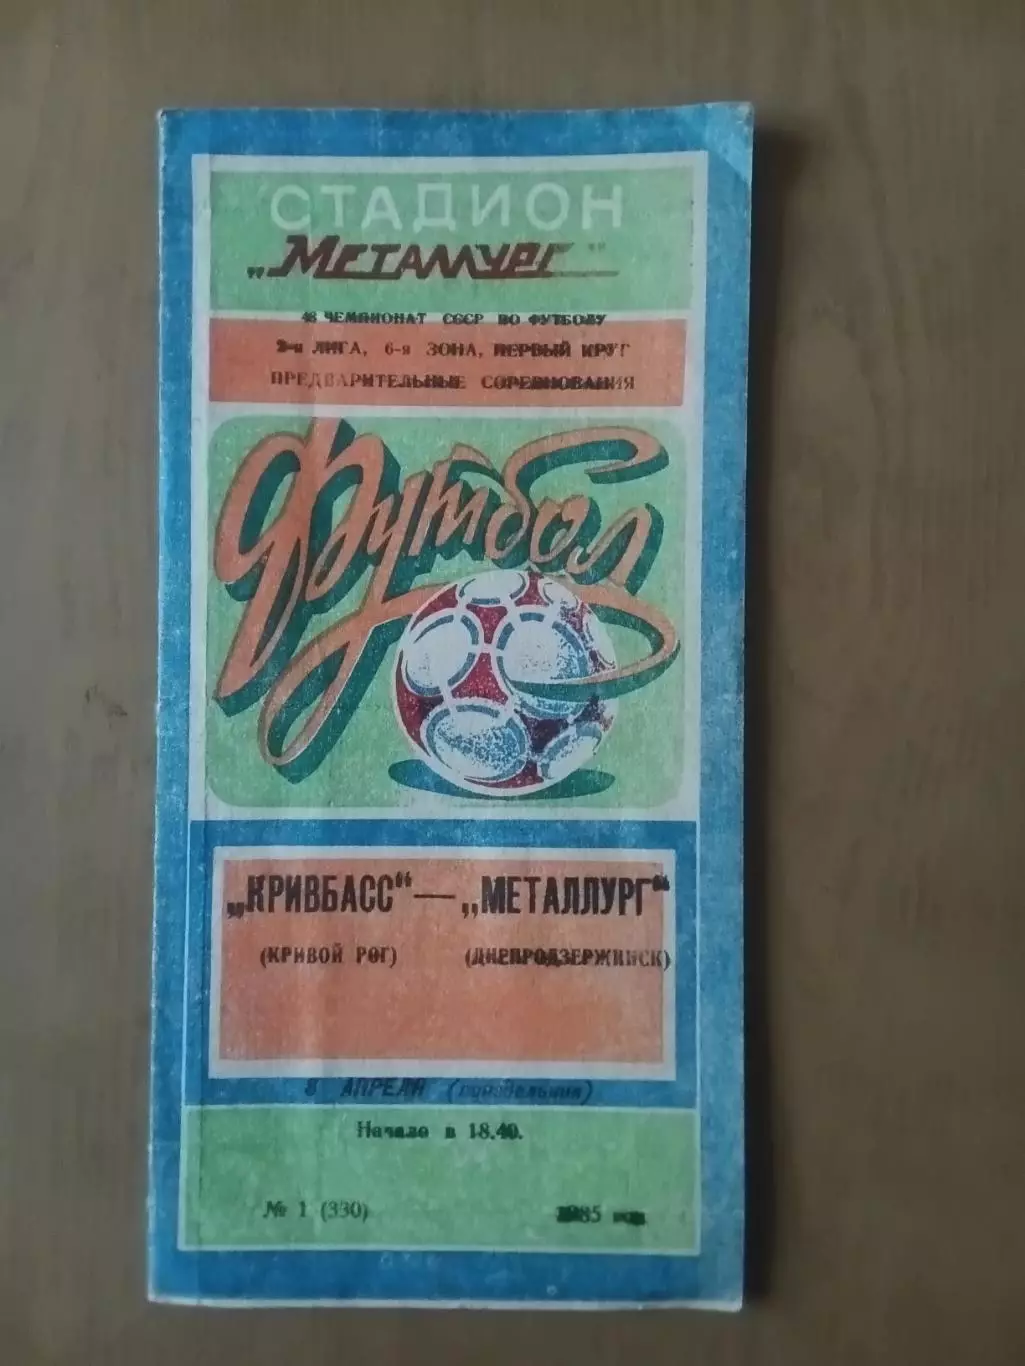 СТАДИОН
„Металлург"
48 ЧЕМПИОНАТ СССР ПО ФУТБОЛУ
2-я ЛИГА, 6-я ЗОНА, ПЕРВЫЙ КРУГ
ПРЕДВАРИТЕЛЬНЫЕ СОРЕВНОВАНИЯ
Футбол
„КРИВБАСС" — „МЕТАЛЛУРГ"
(КРИВОЙ РОГ) (ДНЕПРОДЗЕРЖИНСК)
8 АПРЕЛЯ (понедельник)
Начало в 18.40.
№ 1 (330) 1985 год